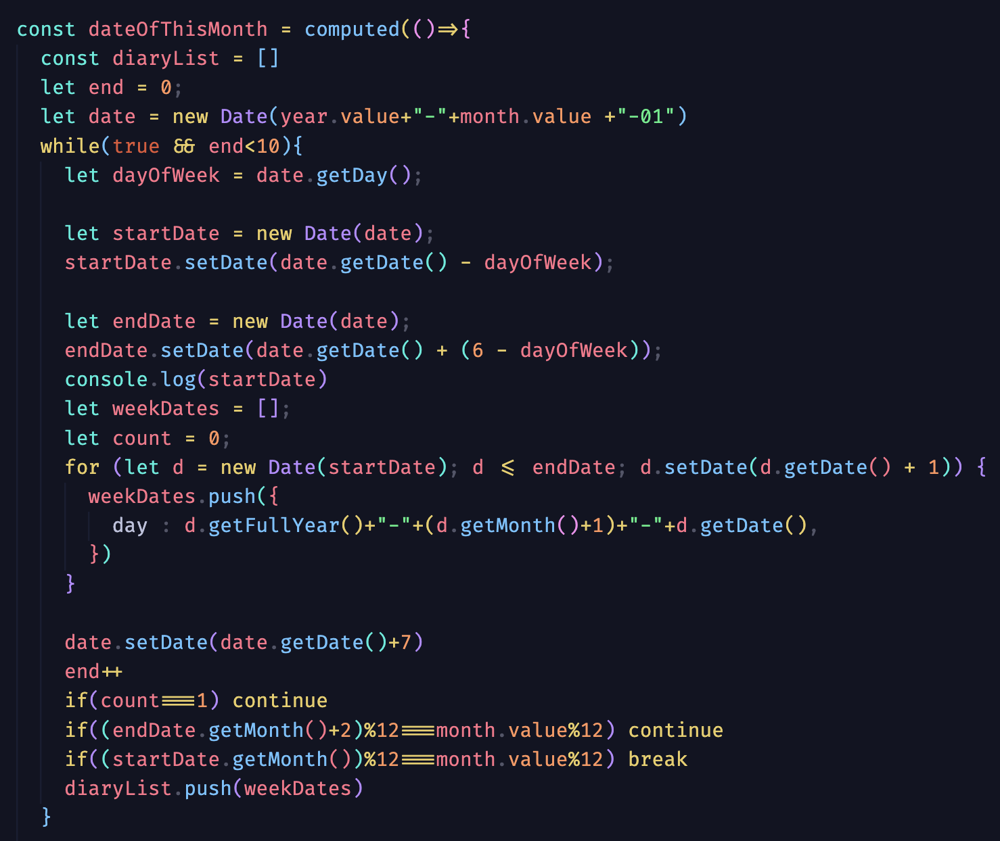 const dateOfThisMonth = computed(()=>{
const diaryList = []
let end = 0;
let date = new Date(year.value+"-"+month.value +"-01")
while(true && end<10){
let dayOfWeek = date.getDay();
let startDate = new Date(date);
startDate.setDate(date.getDate() - dayOfWeek);
let endDate = new Date(date);
endDate.setDate(date.getDate() + (6 - dayOfWeek));
console.log(startDate)
let weekDates = [];
let count = 0;
for (let d = new Date(startDate); d <= endDate; d.setDate(d.getDate() + 1)) {
weekDates.push({
day : d.getFullYear()+"-"+(d.getMonth()+1)+"-"+d.getDate(),
})
}
date.setDate(date.getDate()+7)
end++
if(count===1) continue
if((endDate.getMonth()+2)%12===month.value%12) continue
if((startDate.getMonth())%12===month.value%12) break
diaryList.push(weekDates)
}